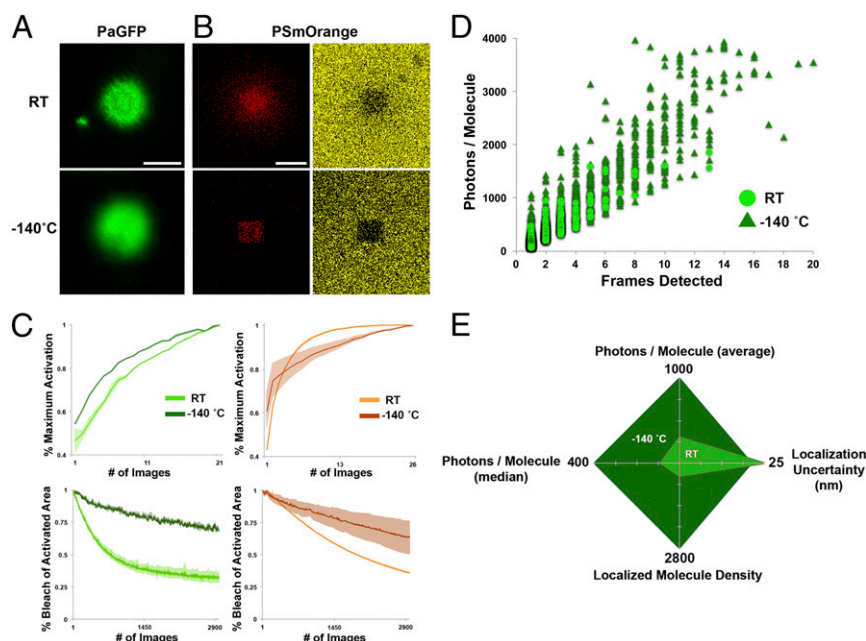 A
PaGFP
B
PSmOrange
RT
-140˚C
C
% Maximum Activation
1
0.8
0.6
0.4
RT
-140 ˚C
1
11
21
# of Images
% Maximum Activation
1
0.8
0.6
0.4
RT
-140 ˚C
1
13
26
# of Images
% Bleach of Activated Area
1
0.75
0.5
0.25
0
1
1450
2900
# of Images
% Bleach of Activated Area
1
0.75
0.5
0.25
0
1
1450
2900
# of Images
D
Photons / Molecule
4000
3000
2000
1000
0
RT
-140 ˚C
0 2 4 6 8 10 12 14 16 18 20
Frames Detected
E
Photons / Molecule (average)
1000
-140 ˚C
RT
Photons / Molecule
(median)
400
25
Localization
Uncertainty
(nm)
2800
Localized Molecule Density